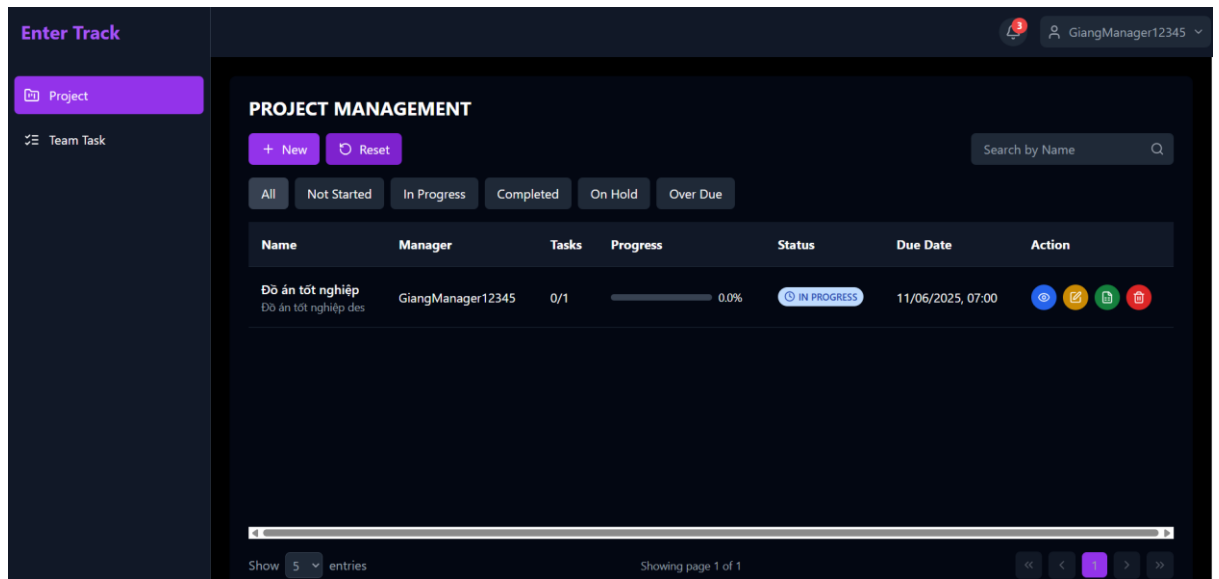 Enter Track
3
GiangManager12345
Project
Team Task
PROJECT MANAGEMENT
+ New
Reset
Search by Name
All
Not Started
In Progress
Completed
On Hold
Over Due
Name Manager Tasks Progress Status Due Date Action
Đồ án tốt nghiệp
Đồ án tốt nghiệp des
GiangManager12345 0/1 0.0% IN PROGRESS 11/06/2025, 07:00
Show 5 entries
Showing page 1 of 1
« < 1 > »